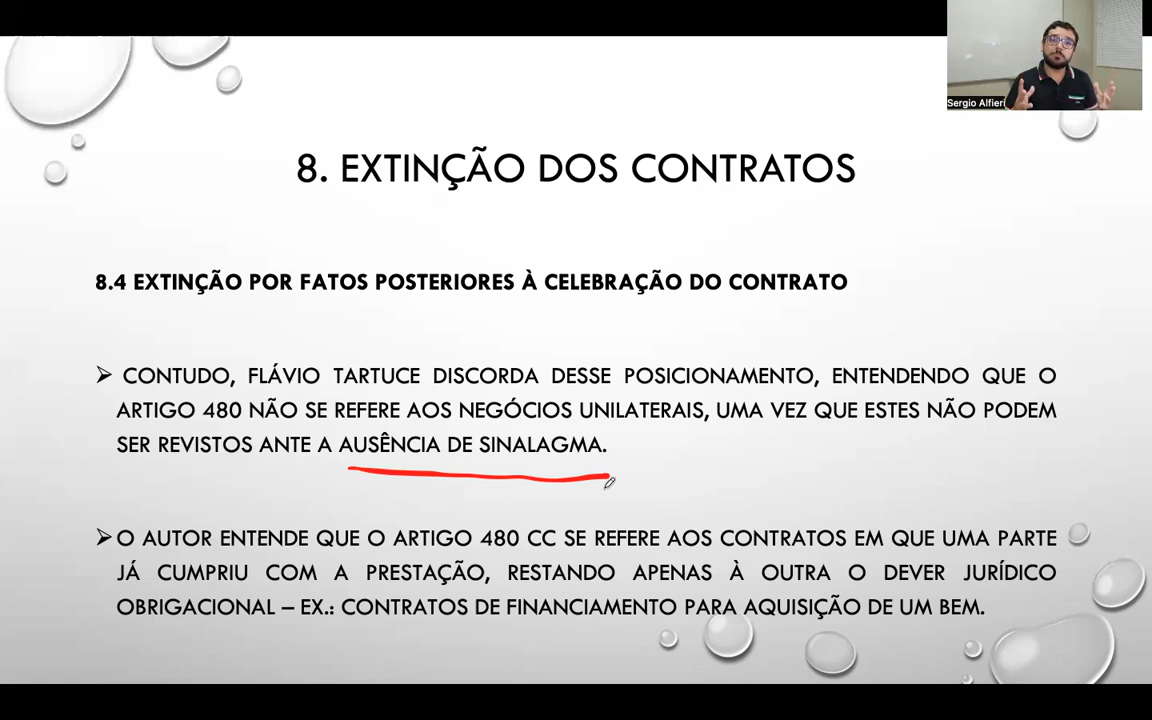 Sergio Alfieri
8. EXTINÇÃO DOS CONTRATOS
8.4 EXTINÇÃO POR FATOS POSTERIORES À CELEBRAÇÃO DO CONTRATO
➢ CONTUDO, FLÁVIO TARTUCE DISCORDA DESSE POSICIONAMENTO, ENTENDENDO QUE O
ARTIGO 480 NÃO SE REFERE AOS NEGÓCIOS UNILATERAIS, UMA VEZ QUE ESTES NÃO PODEM
SER REVISTOS ANTE A AUSÊNCIA DE SINALAGMA.
➢ O AUTOR ENTENDE QUE O ARTIGO 480 CC SE REFERE AOS CONTRATOS EM QUE UMA PARTE
JÁ CUMPRIU COM A PRESTAÇÃO, RESTANDO APENAS À OUTRA O DEVER JURÍDICO
OBRIGACIONAL – EX.: CONTRATOS DE FINANCIAMENTO PARA AQUISIÇÃO DE UM BEM.